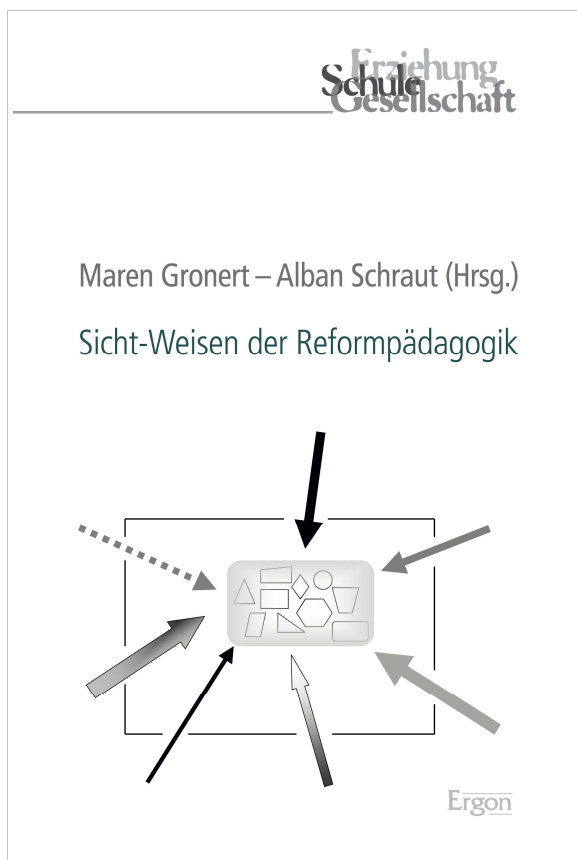 Erziehung
Schule
Gesellschaft
Maren Gronert – Alban Schraut (Hrsg.)
Sicht-Weisen der Reformpädagogik
Ergon